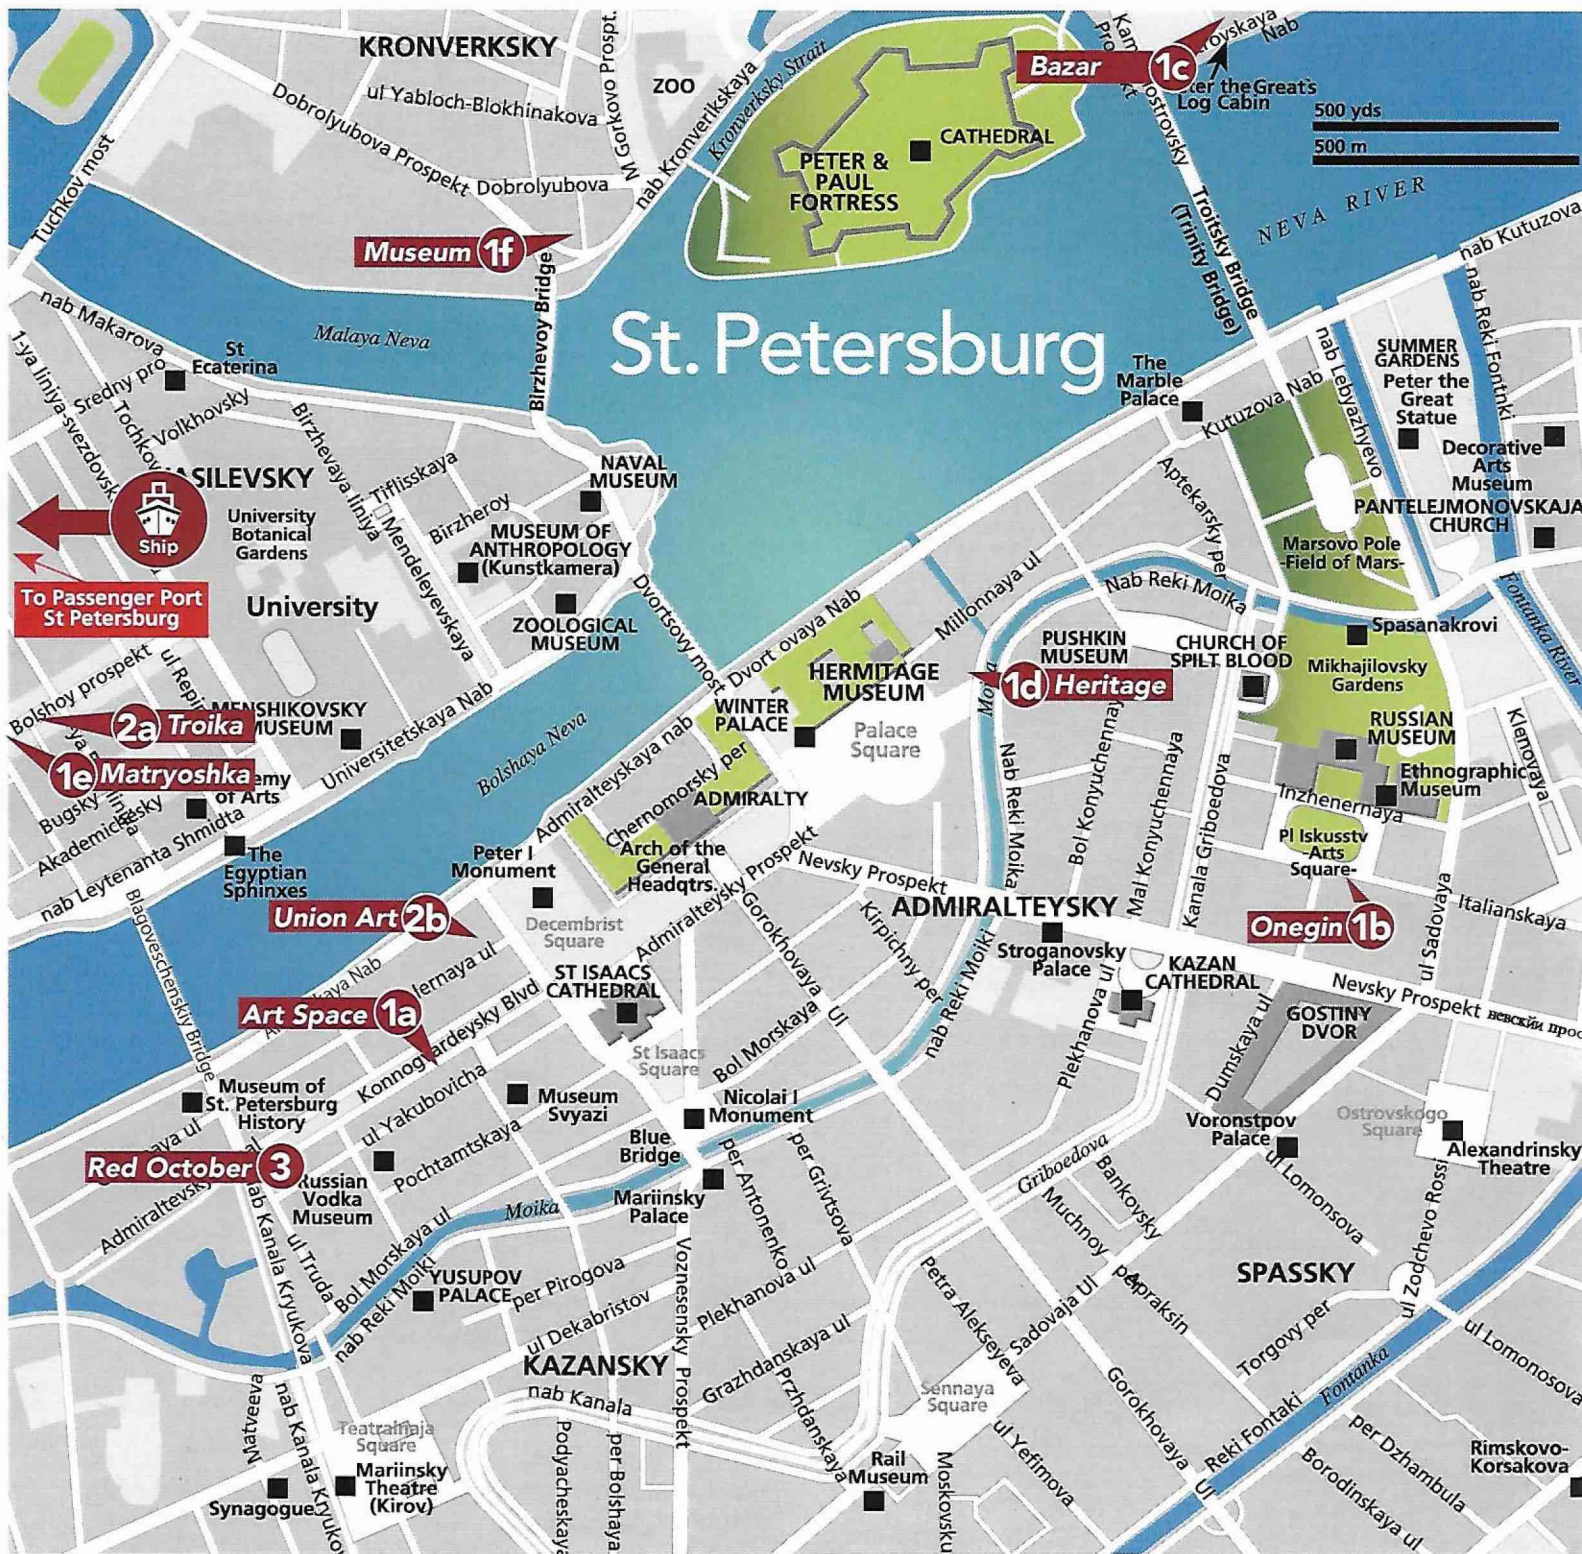 KRONVERKSKY
ul Yabloch-Blokhinakova
Dobrolyubova Prospekt
Dobrolyubova
M Gorkovo Prospt.
ZOO
nab Kronverikskaya
Kronverksky Strait
Tuchkov most
PETER &
PAUL
FORTRESS
CATHEDRAL
Bazar 1c
Nab
Log Cabin
500 yds
500 m
NEVA RIVER
Troitsky Bridge
(Trinity Bridge)
nab Kutuzova
nab Reki Fontnki
Museum 1f
Birzhevoy Bridge
nab Makarova
Malaya Neva
St. Petersburg
1-ya liniya-svezdovsk
Sredny pro
St
Ecaterina
Tochkov
Volkhovsky
Birzhevaya liniya
Tiflisskaya
Birzheroy
Mendeleyevskaya
NAVAL
MUSEUM
MUSEUM OF
ANTHROPOLOGY
(Kunstkamera)
ZOOLOGICAL
MUSEUM
The
Marble
Palace
Kutuzova Nab
nab Lebyazhyevo
SUMMER
GARDENS
Peter the
Great
Statue
Decorative
Arts
Museum
PANTELEJMONOVSKAJA
CHURCH
Aptekarsky per
Marsovo Pole
-Field of Mars-
Fontanka River
ASILEVSKY
Ship
University
Botanical
Gardens
To Passenger Port
St Petersburg
University
Dvortsovy most
Dvort ovaya Nab
Millonnaya ul
Nab Reki Moika
Moika
PUSHKIN
MUSEUM
CHURCH OF
SPILT BLOOD
Spasanakrovi
Mikhajilovsky
Gardens
1d Heritage
HERMITAGE
MUSEUM
WINTER
PALACE
Palace
Square
RUSSIAN
MUSEUM
Ethnographic
Museum
Klenovaya
Inzhenernaya
Pl Iskusstv
-Arts
Square-
Bolshoy prospekt
ul Repin
2a Troika
MENSHIKOVSKY
MUSEUM
1e Matryoshka
of Arts
Bugsky
Akademichesky
nab Leytenanta Shmidta
Universitetskaya Nab
The
Egyptian
Sphinxes
Bolshaya Neva
Admiralteyskaya nab
Chernomorsky per
ADMIRALTY
Arch of the
General
Headqtrs.
Peter I
Monument
Decembrist
Square
Admiralteysky Prospekt
Nevsky Prospekt
Nab Reki Moika
Bol Konyuchennay
Mal Konyuchennaya
Kanala Griboedova
Italianskaya
ul Sadovaya
Onegin 1b
ADMIRALTEYSKY
Stroganovsky
Palace
KAZAN
CATHEDRAL
Nevsky Prospekt
GOSTINY
DVOR
Dumskaya ul
Plekhanova ul
Union Art 2b
Blagoveschenskiy Bridge
Art Space 1a
Konnogvardeysky Blvd
ST ISAACS
CATHEDRAL
St Isaacs
Square
Gorokhovaya Ul
Kirpichny per
nab Reki Moiki
Bol Morskaya
Museum of
St. Petersburg
History
ul Yakubovicha
Museum
Svyazi
Nicolai I
Monument
Blue
Bridge
Mariinsky
Palace
per Antonenko
per Grivtsova
Griboedova
Voronstpov
Palace
Ostrovskogo
Square
Alexandrinsky
Theatre
ul Lomonsova
ul Zodchevo Rossi
Bankovsky
Muchnoy per
Apraksin
Red October 3
Russian
Vodka
Museum
Pochtamtskaya
Moika
Bol Morskaya ul
nab Reki Moiki
YUSUPOV
PALACE
ul Truda
nab Kanala Kryukova
per Pirogova
ul Dekabristov
Voznesensky Prospekt
Plekhanova ul
Grazhdanskaya ul
Petra Alekseyeva
Sadovaja Ul
SPASSKY
Torgovy per
ul Lomonosova
Fontanka
Reki Fontaki
KAZANSKY
nab Kanala
Przhdanskaya
Sennaya
Square
Gorokhovaya Ul
per Dzhambula
Borodinskaya ul
Rimskovo-
Korsakova
Matveeva
Teatralnaja
Square
Mariinsky
Theatre
(Kirov)
Synagogue
nab Kanala Kryukov
Podyacheskaya
per Bolshaya
Rail
Museum
Moskovsku
ul Yefimova